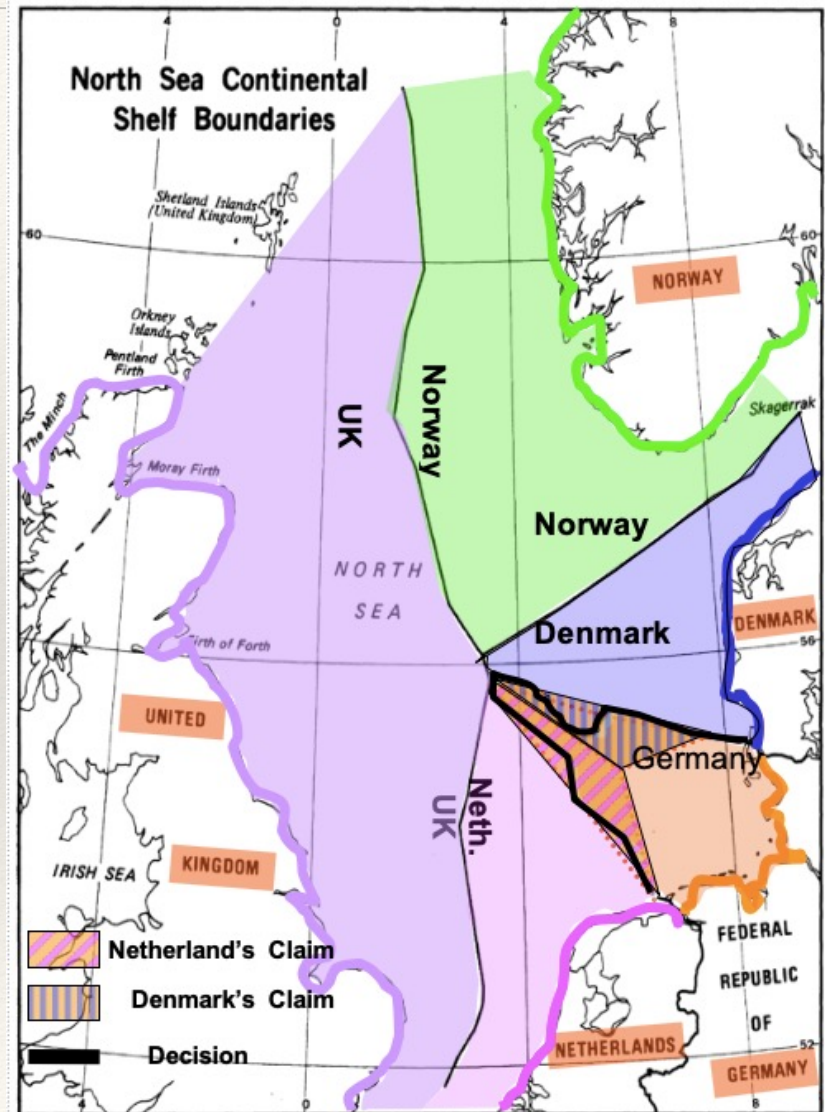 4
0
4
8
North Sea Continental
Shelf Boundaries
Shetland Islands
(United Kingdom)
60
60
NORWAY
Orkney
Islands
Pentland
Firth
The Minch
Moray Firth
UK
Norway
Skagerrak
Norway
NORTH
SEA
Denmark
DENMARK
56
Firth of Forth
UNITED
Germany
Neth.
UK
KINGDOM
IRISH SEA
Netherland's Claim
Denmark's Claim
Decision
FEDERAL
REPUBLIC
OF
GERMANY
NETHERLANDS
52
4
0
4
8